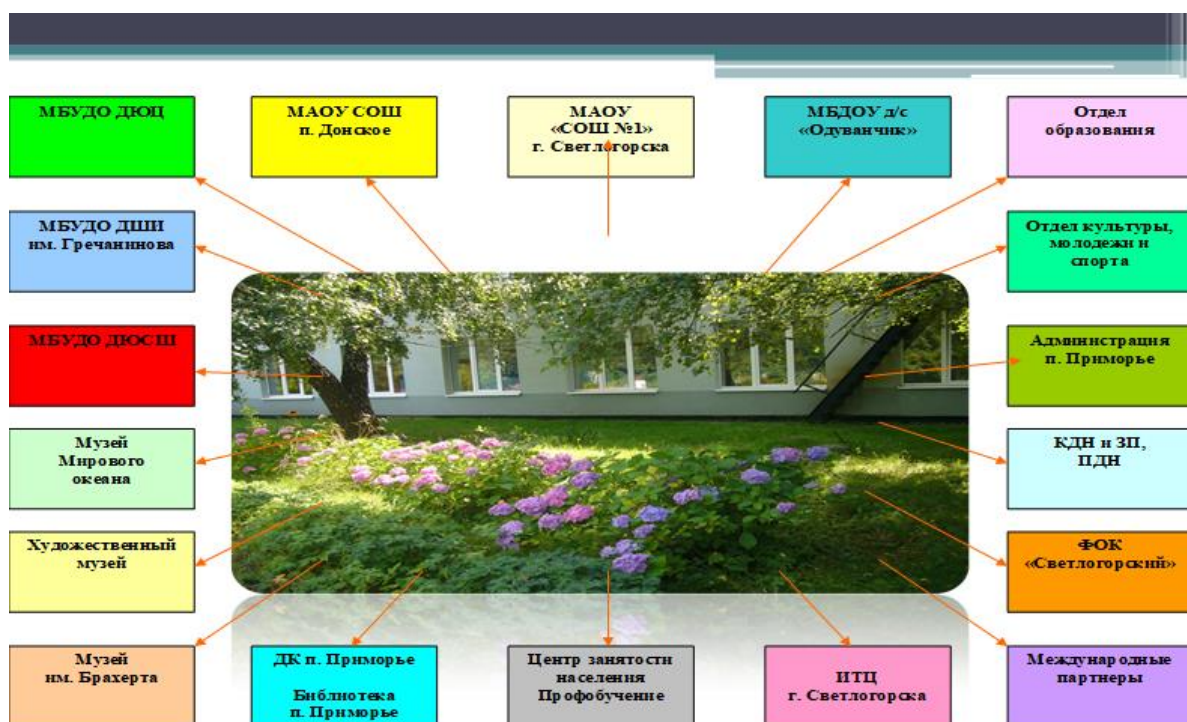 МБУДО ДЮЦ
МАОУ СОШ
п. Донское
МАОУ
«СОШ №1»
г. Светлогорска
МБДОУ д/с
«Одуванчик»
Отдел
образования
МБУДО ДШИ
им. Гречанинова
Отдел культуры,
молодежи и
спорта
МБУДО ДЮСШ
Администрация
п. Приморье
Музей
Мирового
океана
КДН и ЗП,
ПДН
Художественный
музей
ФОК
«Светлогорский»
Музей
им. Брахерта
ДК п. Приморье
Библиотека
п. Приморье
Центр занятости
населения
Профобучение
ИТЦ
г. Светлогорска
Международные
партнеры